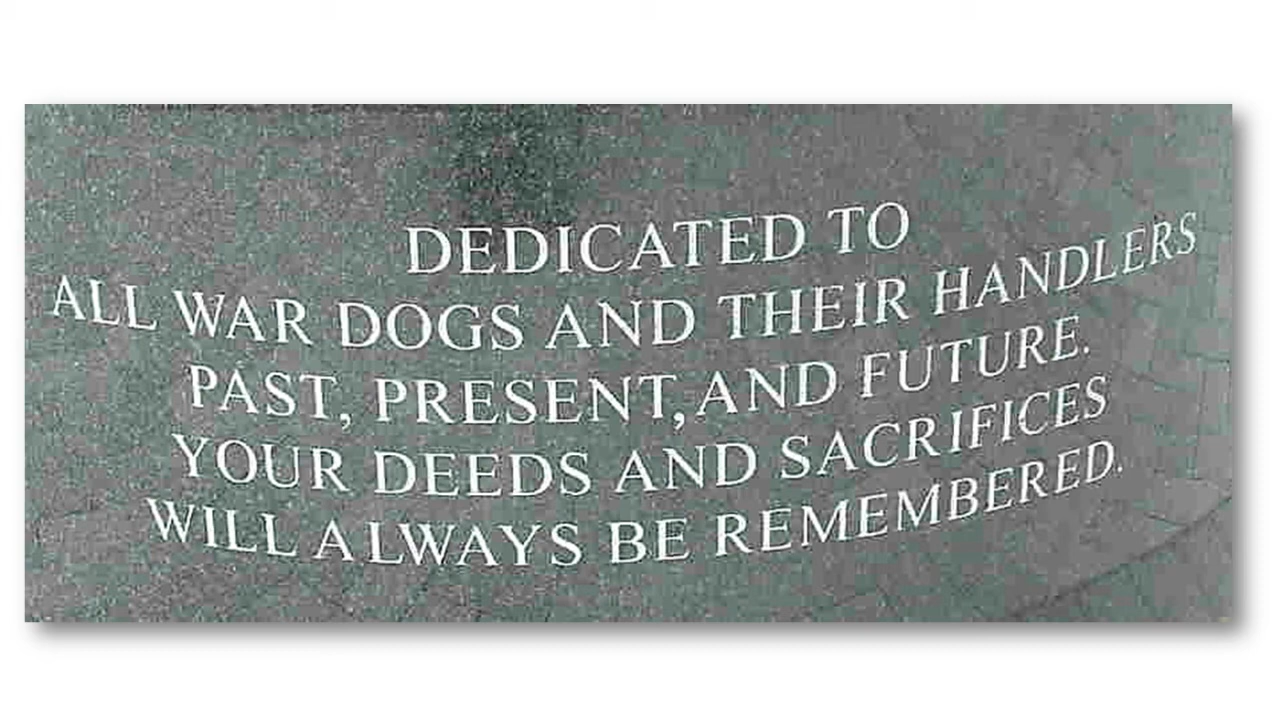 DEDICATED TO
ALL WAR DOGS AND THEIR HANDLERS
PAST, PRESENT, AND FUTURE.
YOUR DEEDS AND SACRIFICES
WILL ALWAYS BE REMEMBERED.